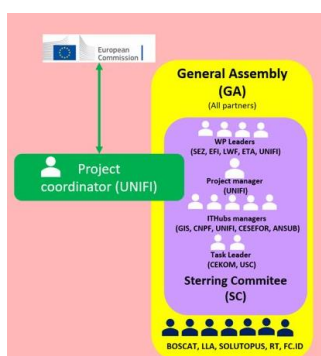 European
Commission
General Assembly
(GA)
(All partners)
WP Leaders
(SEZ, EFI, LWF, ETA, UNIFI)
Project
coordinator (UNIFI)
Project manager
(UNIFI)
ITHubs managers
(GIS, CNPF, UNIFI, CESEFOR, ANSUB)
Task Leader
(CEKOM, USC)
Sterring Commitee
(SC)
BOSCAT, LLA, SOLUTOPUS, RT, FC.ID